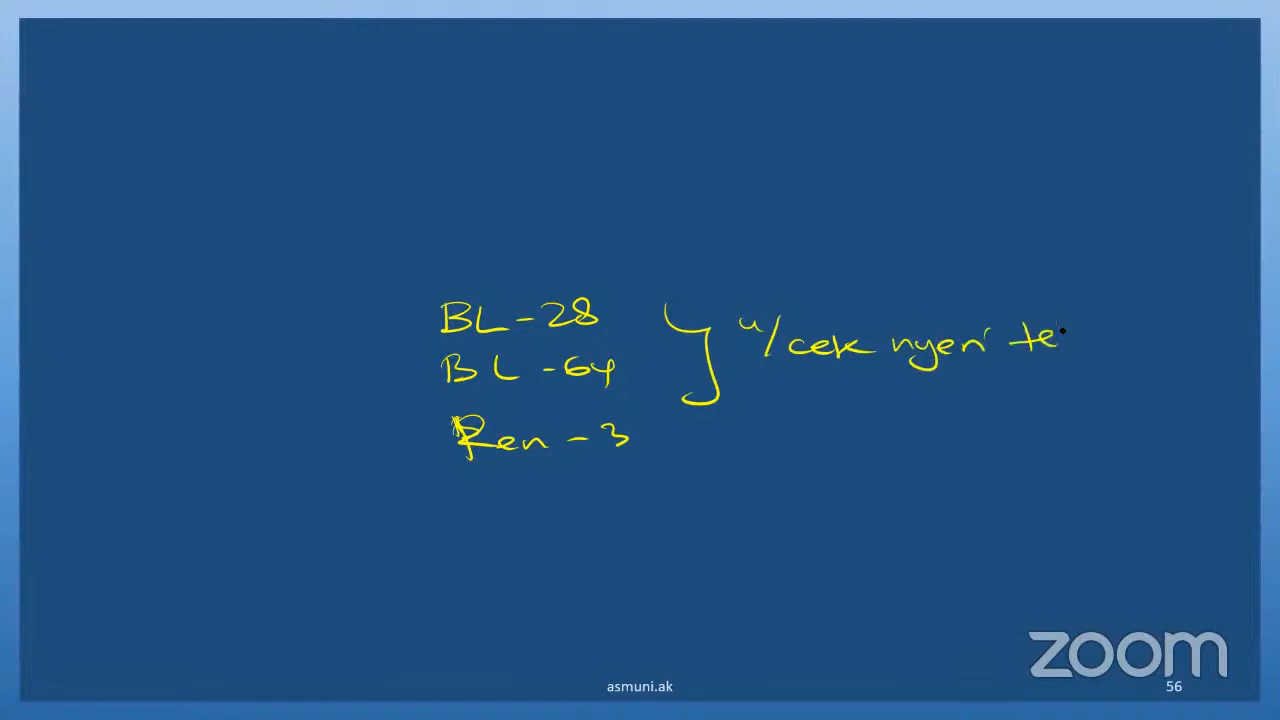 BL - 28
BL - 64
Ren - 3
u/ cek nyeri te
zoom
asmuni.ak
56